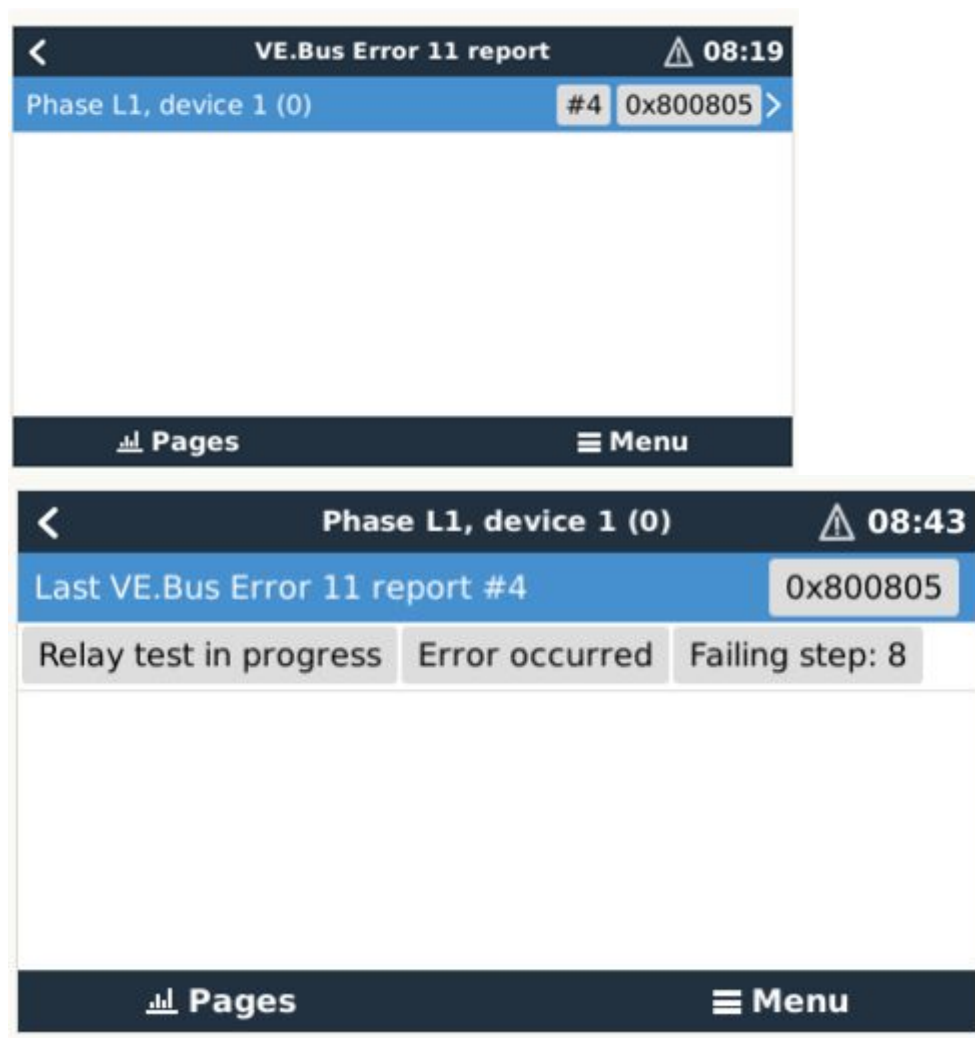 VE.Bus Error 11 report 08:19
Phase L1, device 1 (0) #4 0x800805
Pages Menu
Phase L1, device 1 (0) 08:43
Last VE.Bus Error 11 report #4 0x800805
Relay test in progress Error occurred Failing step: 8
Pages Menu